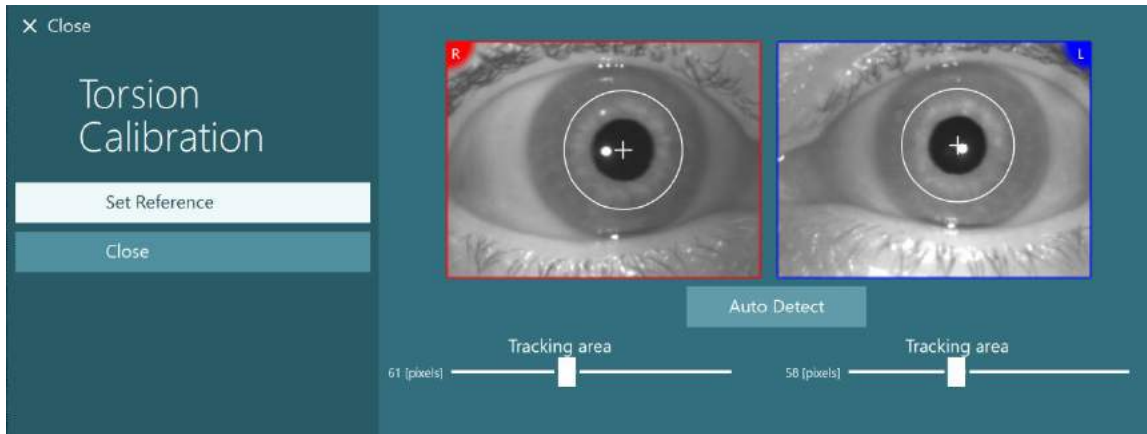 X Close
Torsion
Calibration
Set Reference
Close
R
L
Auto Detect
Tracking area
61 [pixels]
Tracking area
58 [pixels]